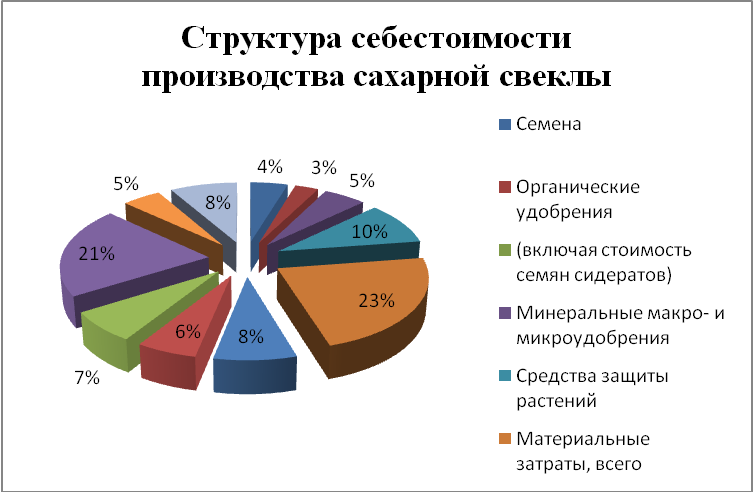 Структура себестоимости
производства сахарной свеклы
4%
3%
5%
10%
23%
8%
6%
7%
21%
5%
8%
Семена
Органические
удобрения
(включая стоимость
семян сидератов)
Минеральные макро- и
микроудобрения
Средства защиты
растений
Материальные
затраты, всего